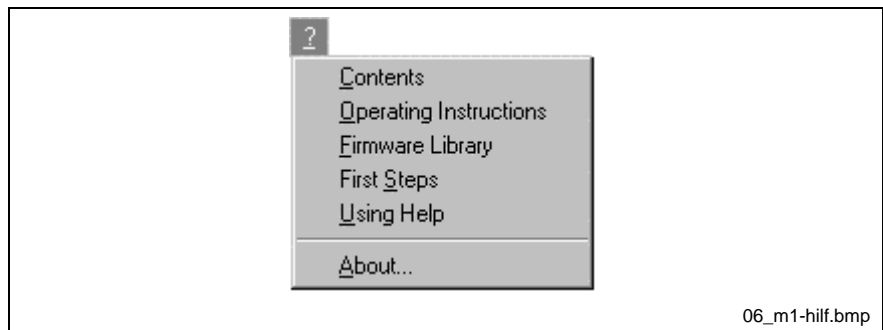 ?
Contents
Operating Instructions
Firmware Library
First Steps
Using Help
About...
06_m1-hilf.bmp